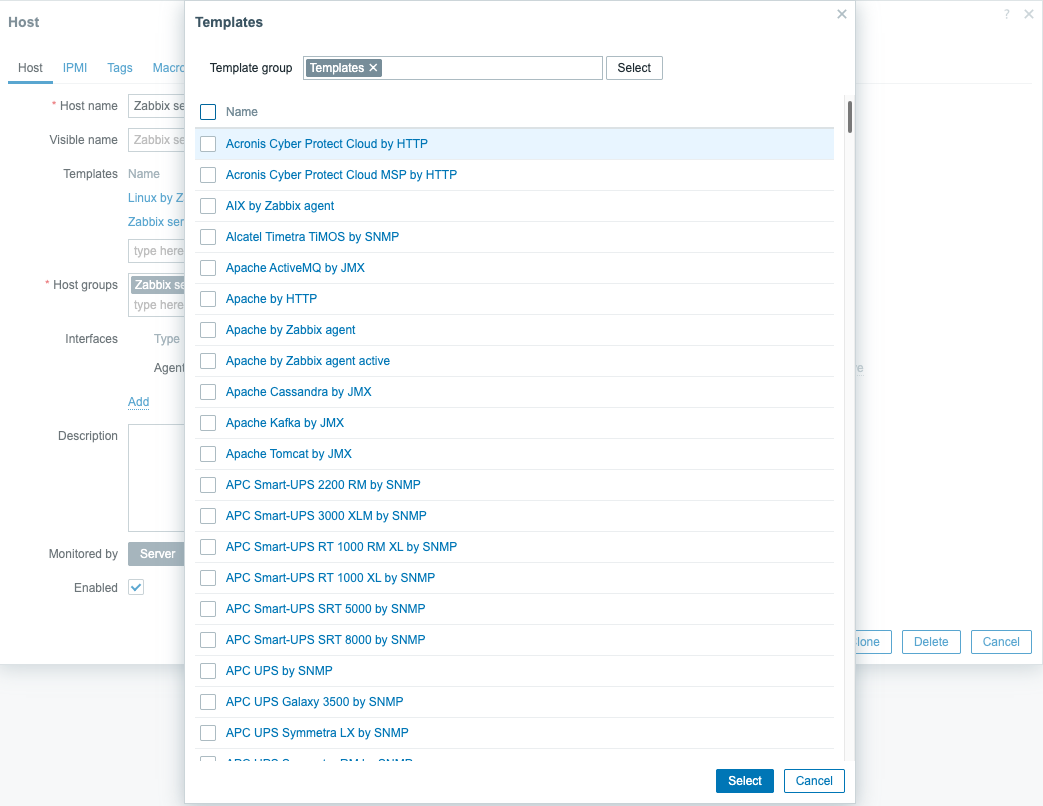 Host
?
Host IPMI Tags Macro
* Host name Zabbix se
Visible name Zabbix se
Templates Name
Linux by Z
Zabbix ser
type here
* Host groups Zabbix se
type here
Interfaces Type
Agent
Add
Description
Monitored by Server
Enabled
Clone Delete Cancel
Templates
Template group Templates Select
Name
Acronis Cyber Protect Cloud by HTTP
Acronis Cyber Protect Cloud MSP by HTTP
AIX by Zabbix agent
Alcatel Timetra TiMOS by SNMP
Apache ActiveMQ by JMX
Apache by HTTP
Apache by Zabbix agent
Apache by Zabbix agent active
Apache Cassandra by JMX
Apache Kafka by JMX
Apache Tomcat by JMX
APC Smart-UPS 2200 RM by SNMP
APC Smart-UPS 3000 XLM by SNMP
APC Smart-UPS RT 1000 RM XL by SNMP
APC Smart-UPS RT 1000 XL by SNMP
APC Smart-UPS SRT 5000 by SNMP
APC Smart-UPS SRT 8000 by SNMP
APC UPS by SNMP
APC UPS Galaxy 3500 by SNMP
APC UPS Symmetra LX by SNMP
APC UPS Symmetra RM by SNMP
Select Cancel